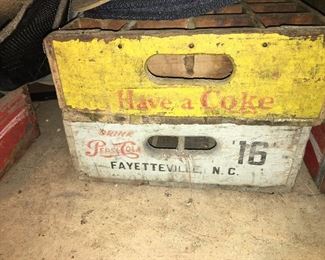 Have a Coke
DRINK
Pepsi-Cola
16
FAYETTEVILLE, N.C.